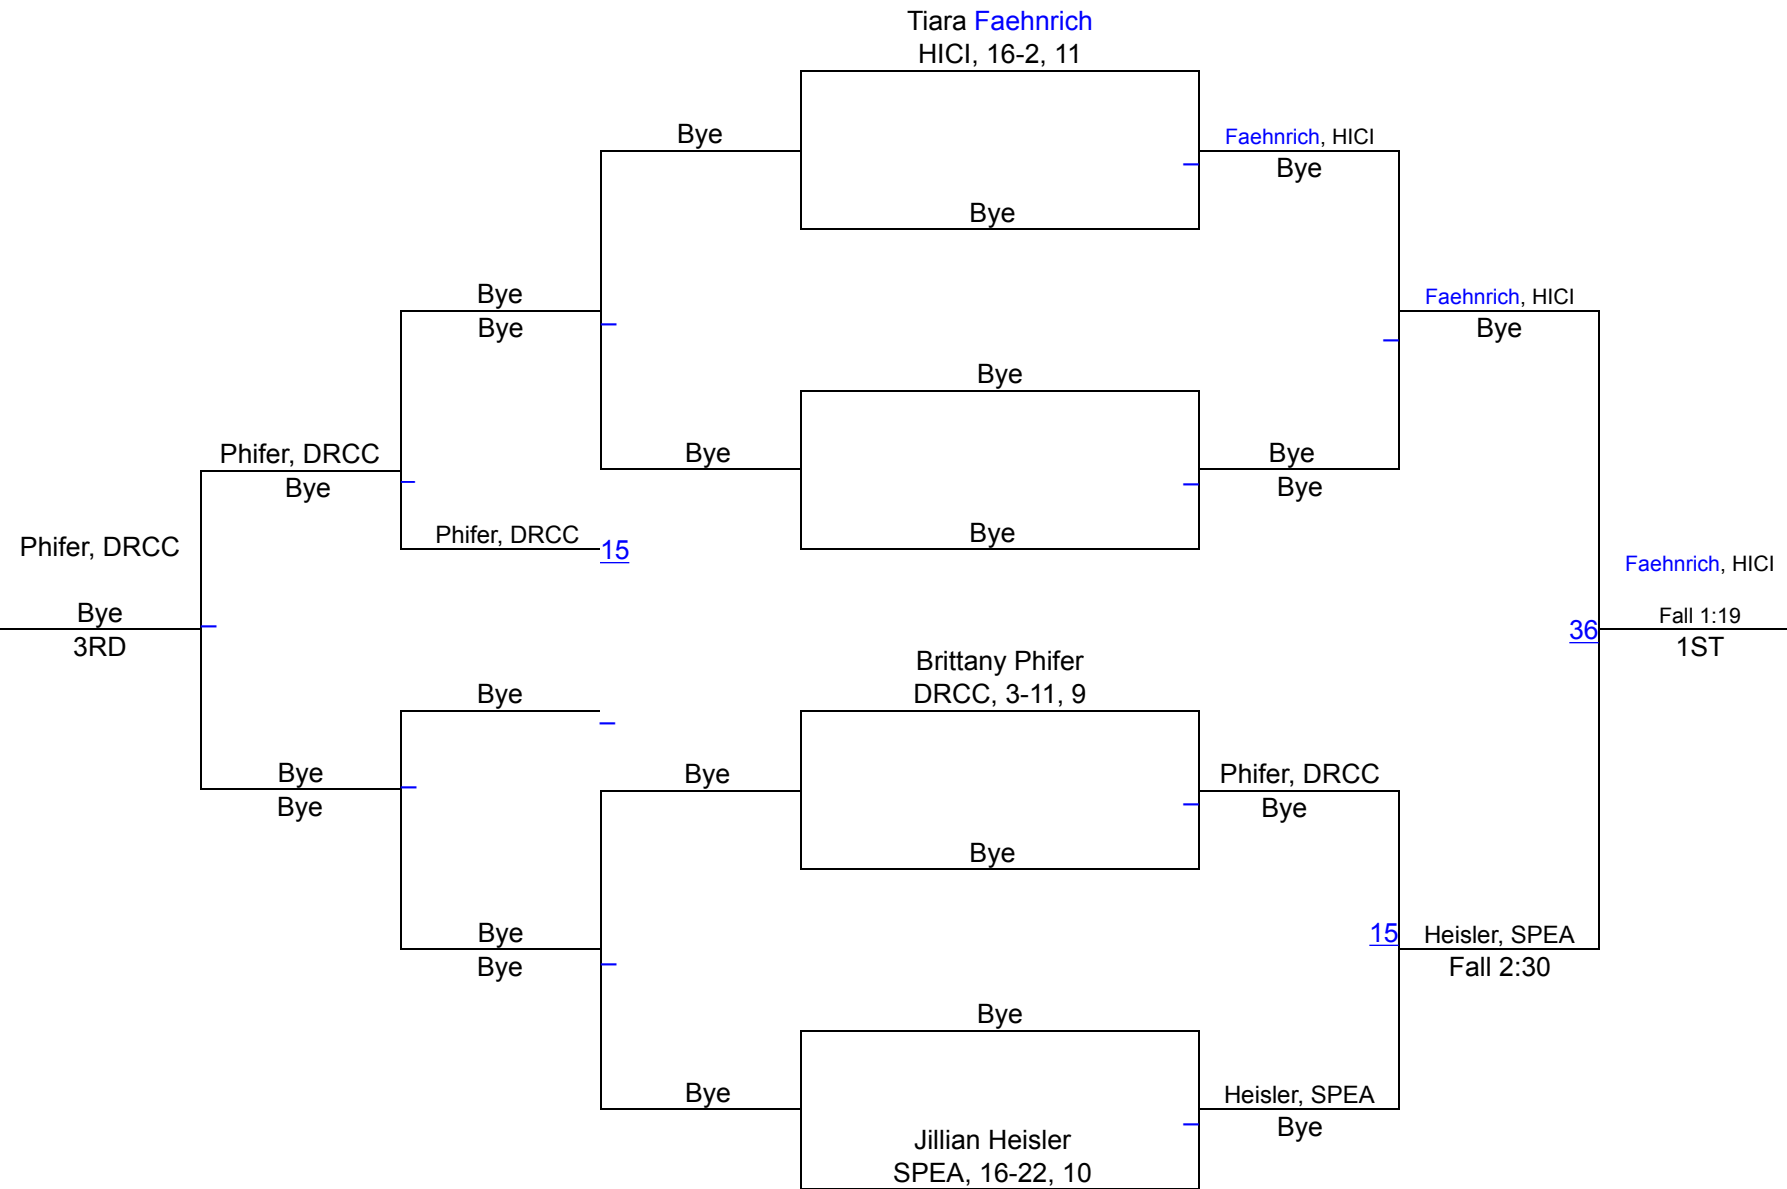 Tiara Faehnrich
HICI, 16-2, 11
Bye
Faehnrich, HICI
Bye
Bye
Bye
Bye
Faehnrich, HICI
Bye
Bye
Phifer, DRCC
Bye
Bye
Bye
Bye
Phifer, DRCC
15
Bye
Phifer, DRCC
Bye
3RD
Faehnrich, HICI
Fall 1:19
36
1ST
Brittany Phifer
DRCC, 3-11, 9
Bye
Bye
Bye
Bye
Phifer, DRCC
Bye
Bye
Bye
Bye
15
Heisler, SPEA
Fall 2:30
Bye
Bye
Heisler, SPEA
Bye
Jillian Heisler
SPEA, 16-22, 10